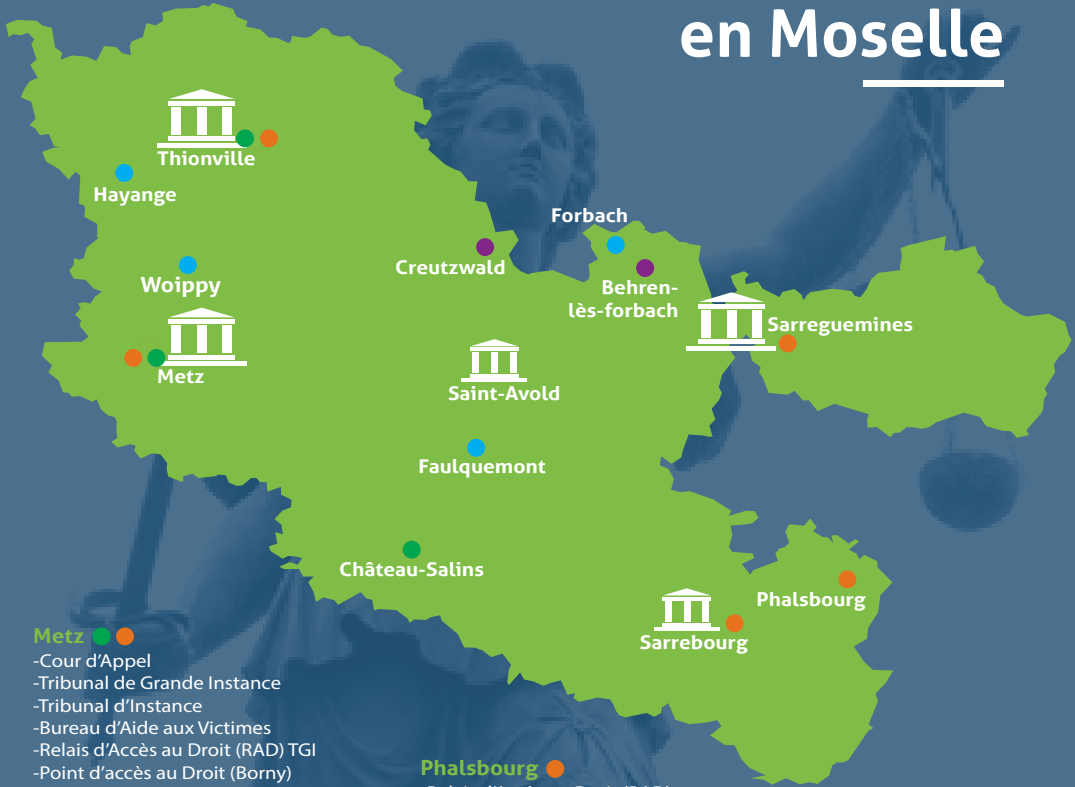 en Moselle
Thionville
Hayange
Forbach
Creutzwald
Woippy
Behren-
lès-forbach
Sarreguemines
Metz
Saint-Avold
Faulquemont
Château-Salins
Phalsbourg
Sarrebourg
Metz
-Cour d'Appel
-Tribunal de Grande Instance
-Tribunal d'Instance
-Bureau d'Aide aux Victimes
-Relais d'Accès au Droit (RAD) TGI
-Point d'accès au Droit (Borny)
Phalsbourg